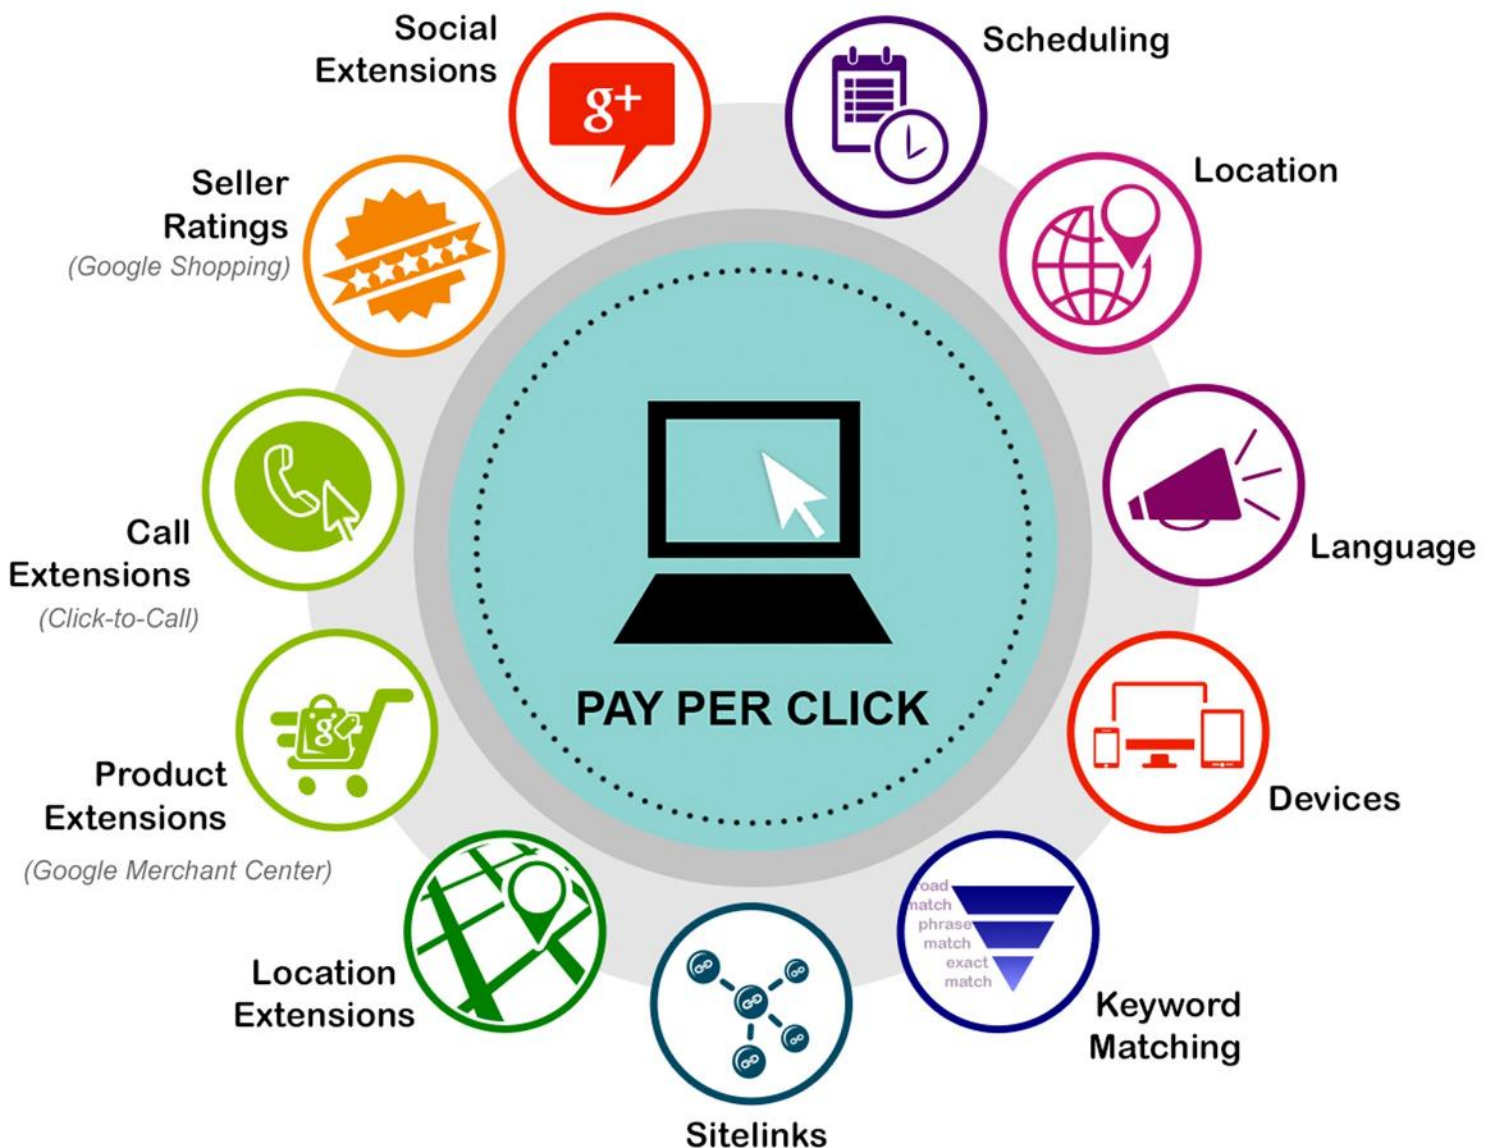 Social
Extensions
g+
Scheduling
Location
Seller
Ratings
(Google Shopping)
Call
Extensions
(Click-to-Call)
Language
PAY PER CLICK
g+
Product
Extensions
(Google Merchant Center)
Devices
road
match
phrase
match
exact
match
Location
Extensions
Keyword
Matching
Sitelinks